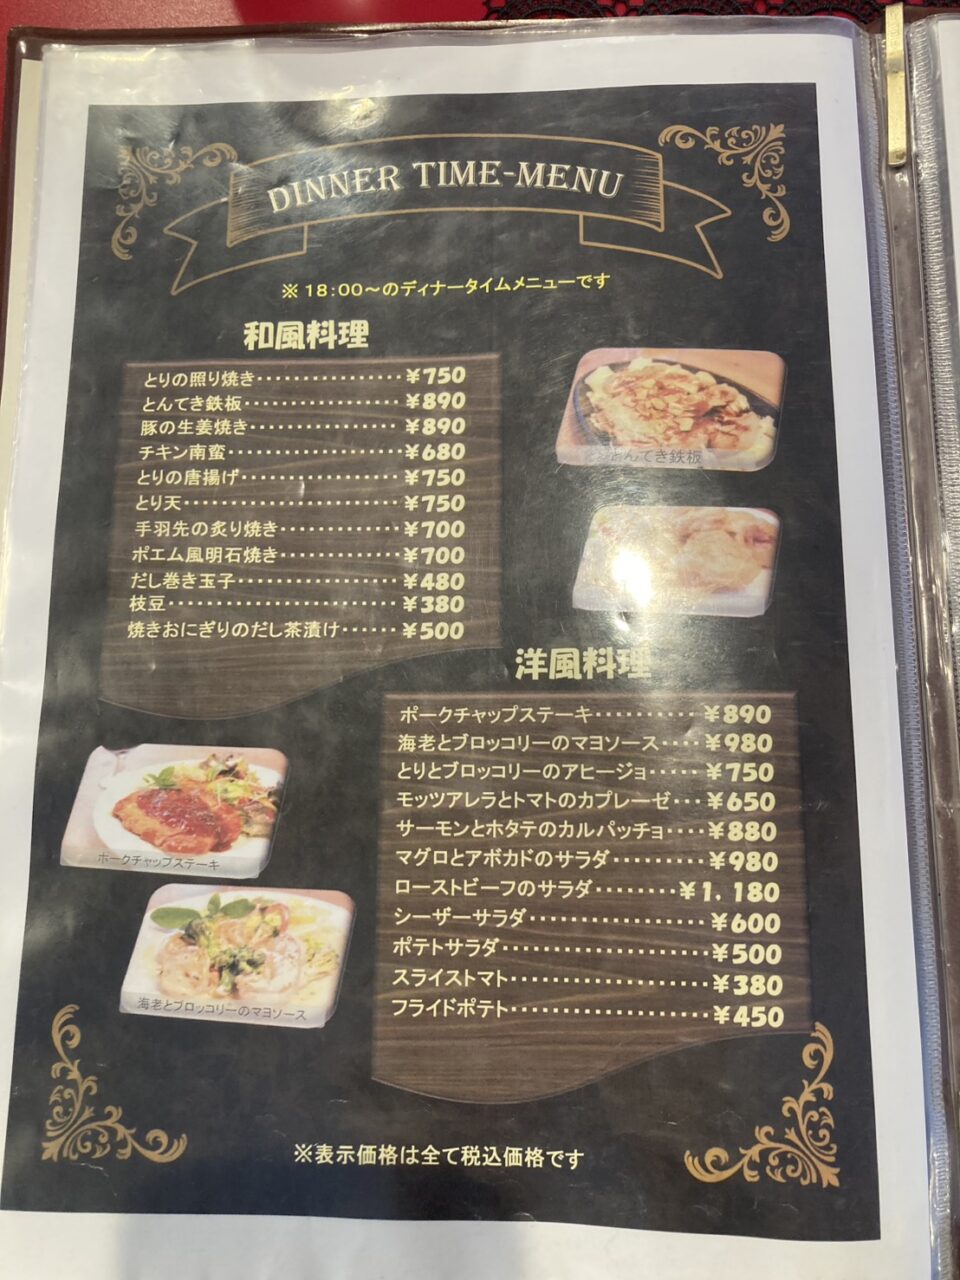 DINNER TIME-MENU
※18:00～のディナータイムメニューです
和風料理
とりの照り焼き・・・・・・・・・・・・・・・・・¥750
とんてき鉄板・・・・・・・・・・・・・・・・・・¥890
豚の生姜焼き・・・・・・・・・・・・・・・・・・¥890
チキン南蛮・・・・・・・・・・・・・・・・・・・・¥680
とりの唐揚げ・・・・・・・・・・・・・・・・・・・¥750
とり天・・・・・・・・・・・・・・・・・・・・・・・・・¥750
手羽先の炙り焼き・・・・・・・・・・・・・・¥700
ポエム風明石焼き・・・・・・・・・・・・・・¥700
だし巻き玉子・・・・・・・・・・・・・・・・・・・¥480
枝豆・・・・・・・・・・・・・・・・・・・・・・・・・・・¥380
焼きおにぎりのだし茶漬け・・・・・・¥500
とんてき鉄板
洋風料理
ポークチャップステーキ・・・・・・・・・・¥890
海老とブロッコリーのマヨソース・・・・¥980
とりとブロッコリーのアヒージョ・・・・・¥750
モッツアレラとトマトのカプレーゼ・・・¥650
サーモンとホタテのカルパッチョ・・・・¥880
マグロとアボカドのサラダ・・・・・・・・・¥980
ローストビーフのサラダ・・・・・・・・¥1,180
シーザーサラダ・・・・・・・・・・・・・・・・・・¥600
ポテトサラダ・・・・・・・・・・・・・・・・・・・・・¥500
スライストマト・・・・・・・・・・・・・・・・・・・・¥380
フライドポテト・・・・・・・・・・・・・・・・・・・・¥450
ポークチャップステーキ
海老とブロッコリーのマヨソース
※表示価格は全て税込価格です